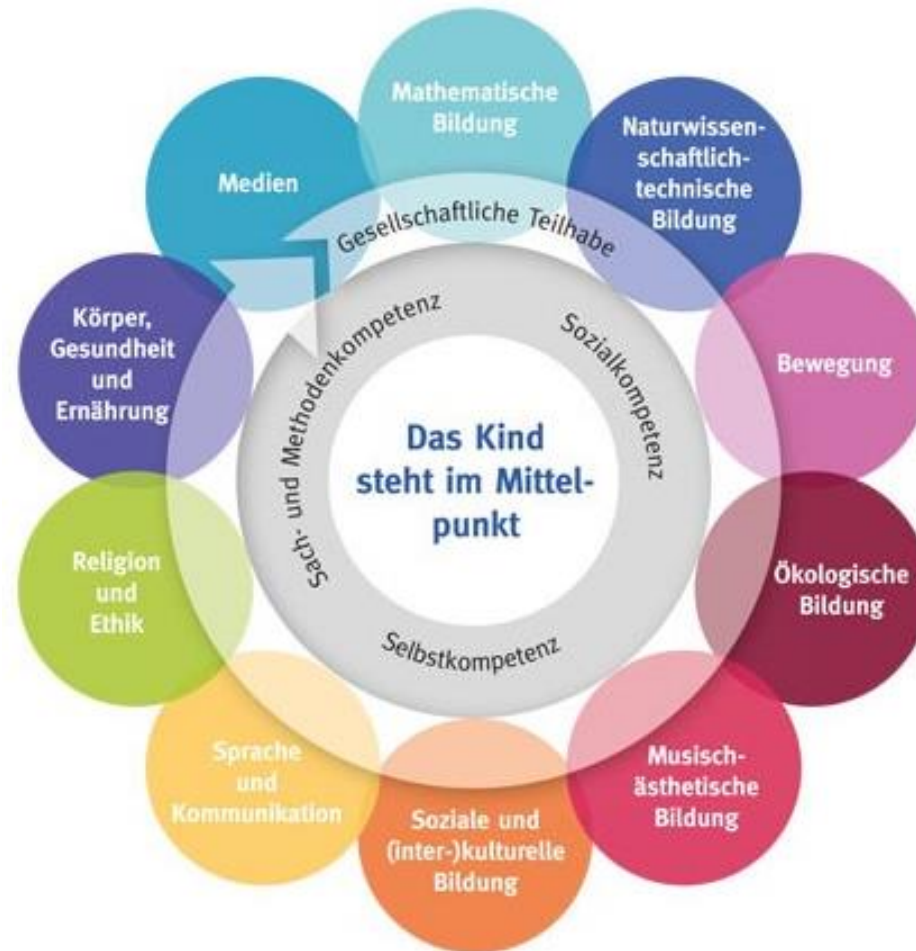 Mathematische
Bildung
Naturwissen-
schaftlich-
technische
Bildung
Bewegung
Ökologische
Bildung
Musisch-
ästhetische
Bildung
Soziale und
(inter-)kulturelle
Bildung
Sprache
und
Kommunikation
Religion
und
Ethik
Körper,
Gesundheit
und
Ernährung
Medien
Gesellschaftliche Teilhabe
Sach- und Methodenkompetenz
Sozialkompetenz
Selbstkompetenz
Das Kind
steht im Mittel-
punkt